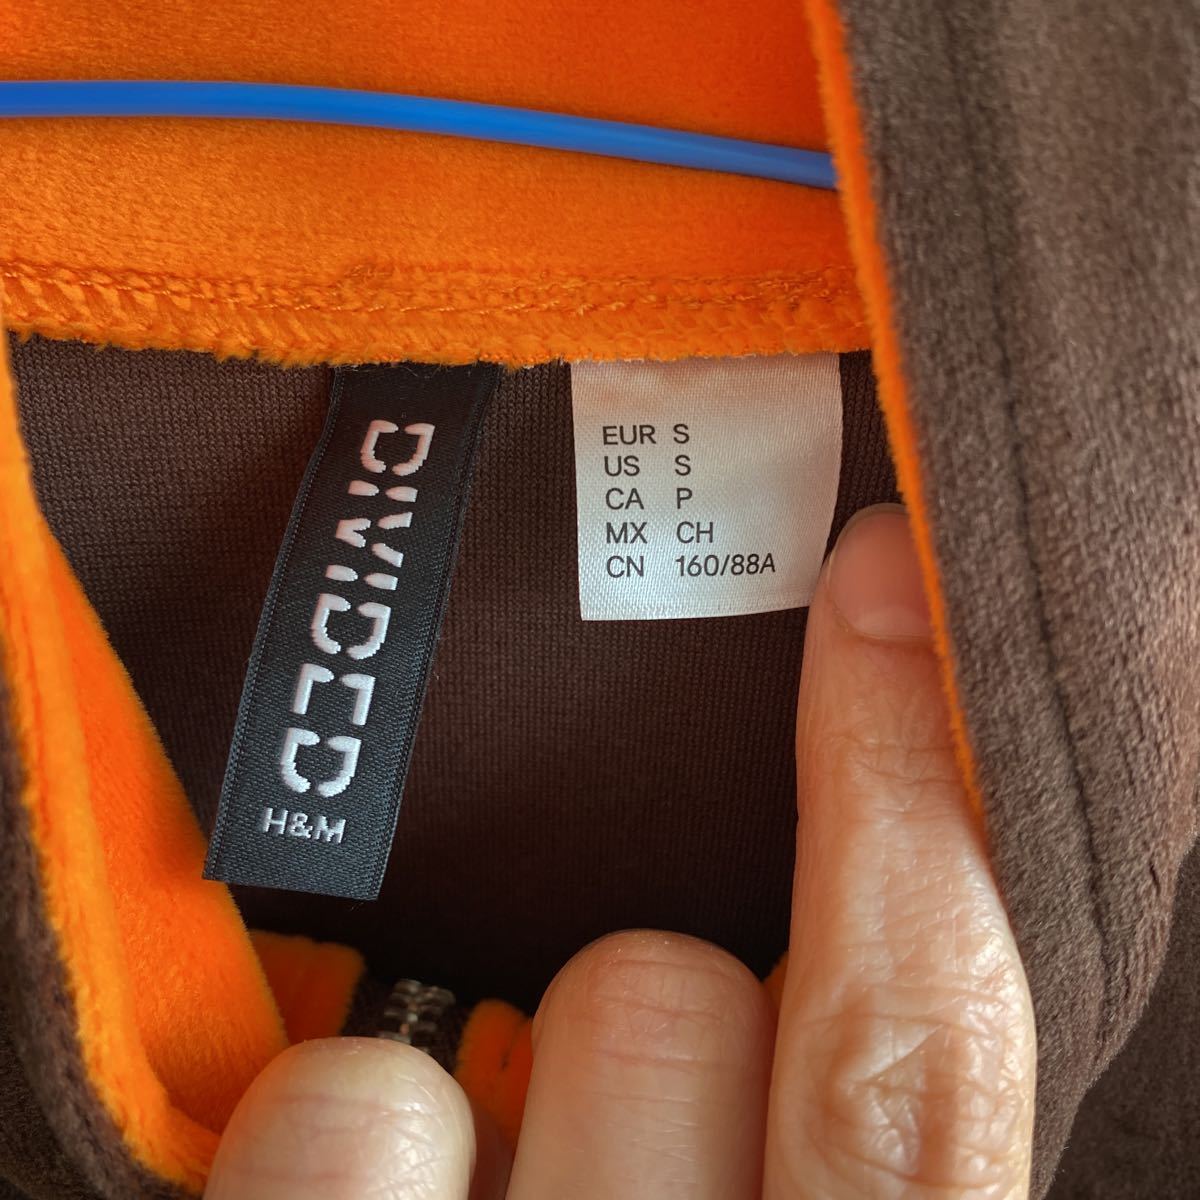 DIVIDED
H&M
EUR S
US S
CA P
MX CH
CN 160/88A